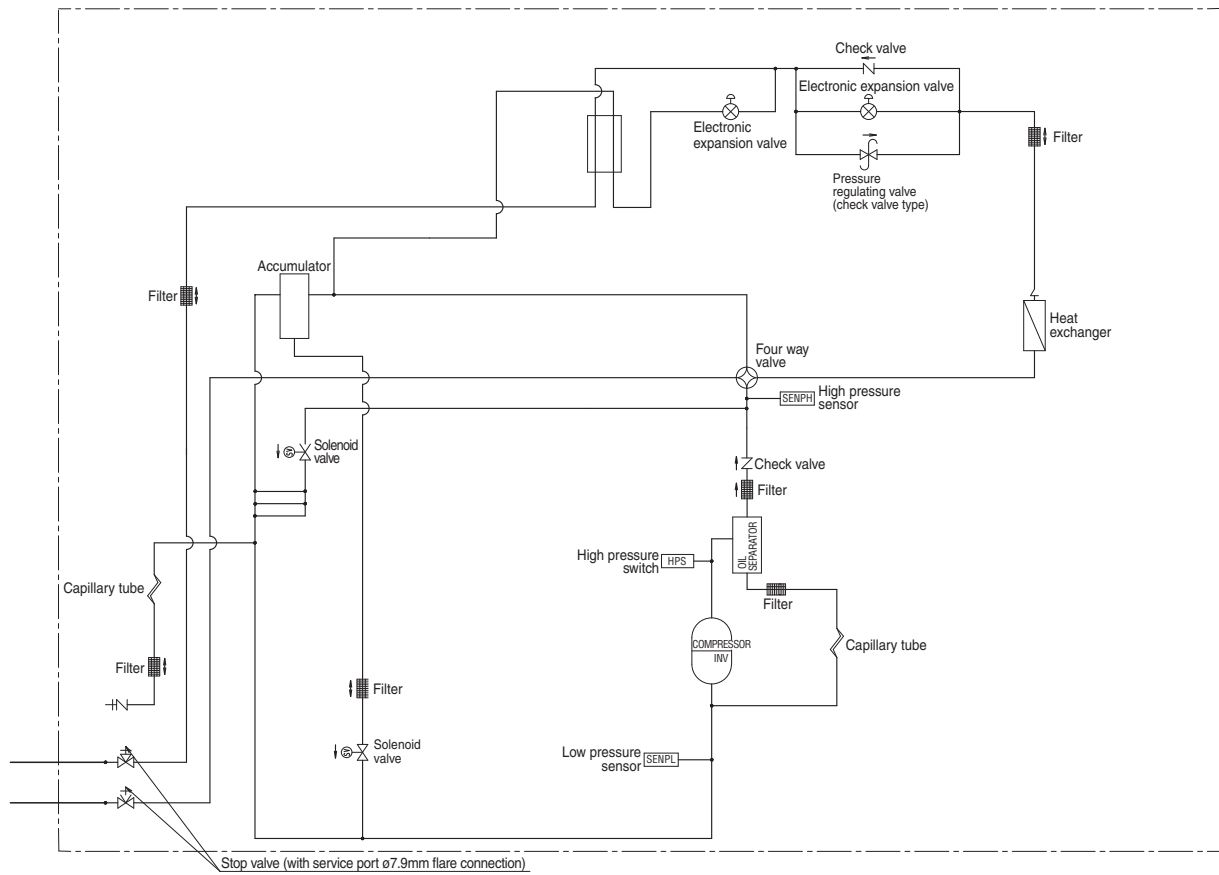 Check valve
Electronic expansion valve
Electronic
expansion valve
Filter
Pressure
regulating valve
(check valve type)
Accumulator
Filter
Heat
exchanger
Four way
valve
SENPH
High pressure
sensor
SV
Solenoid
valve
Check valve
Filter
OIL
SEPARATOR
High pressure
switch
HPS
Capillary tube
Filter
COMPRESSOR
INV
Capillary tube
Filter
Filter
SV
Solenoid
valve
Low pressure
sensor
SENPL
Stop valve (with service port ø7.9mm flare connection)